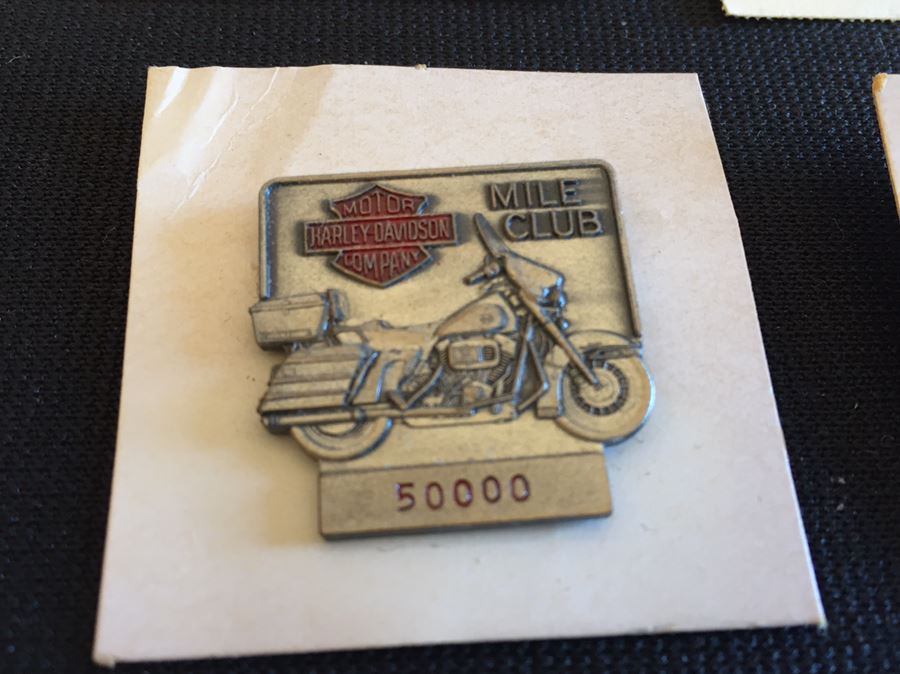 MOTOR
HARLEY-DAVIDSON
COMPANY
MILE
CLUB
50000